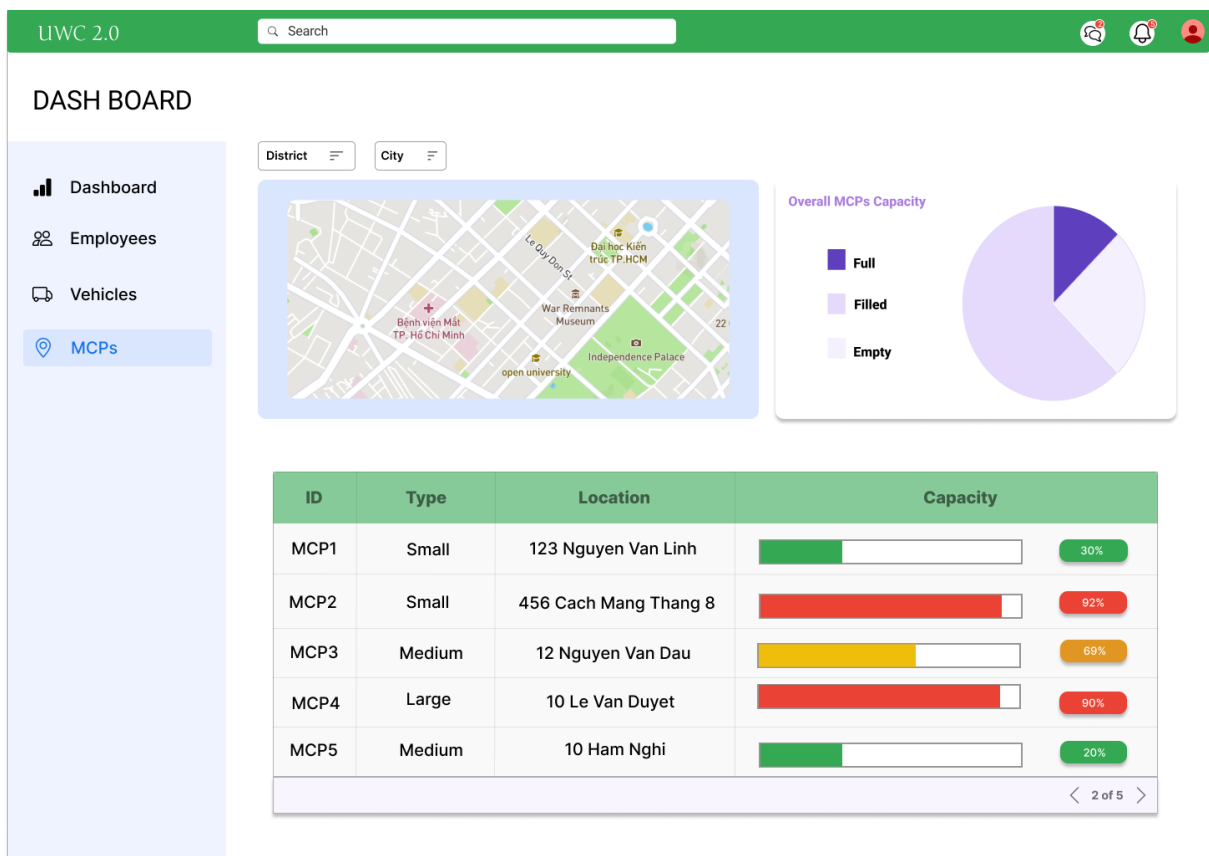 UWC 2.0
Search
2
5
DASH BOARD
Dashboard
Employees
Vehicles
MCPs
District
City
Le Quy Don St
Đại học Kiến
trúc TP.HCM
War Remnants
Museum
Bệnh viện Mắt
TP. Hồ Chí Minh
22
Independence Palace
open university
Overall MCPs Capacity
Full
Filled
Empty
ID Type Location Capacity
MCP1 Small 123 Nguyen Van Linh 30%
MCP2 Small 456 Cach Mang Thang 8 92%
MCP3 Medium 12 Nguyen Van Dau 69%
MCP4 Large 10 Le Van Duyet 90%
MCP5 Medium 10 Ham Nghi 20%
2 of 5